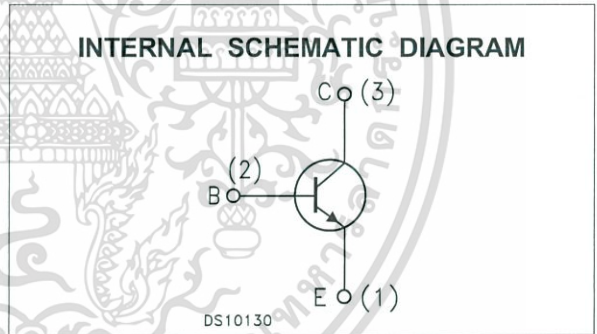 INTERNAL SCHEMATIC DIAGRAM
C (3)
(2)
B
E (1)
DS10130